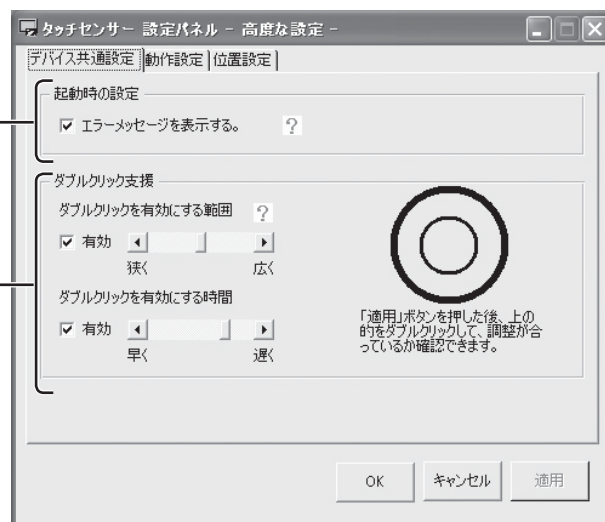 タッチセンサー 設定パネル - 高度な設定 -
デバイス共通設定 動作設定 位置設定
起動時の設定
エラーメッセージを表示する。 ?
ダブルクリック支援
ダブルクリックを有効にする範囲 ?
有効
狭く 広く
ダブルクリックを有効にする時間
有効
早く 遅く
「適用」ボタンを押した後、上の
的をダブルクリックして、調整が合
っているか確認できます。
OK キャンセル 適用